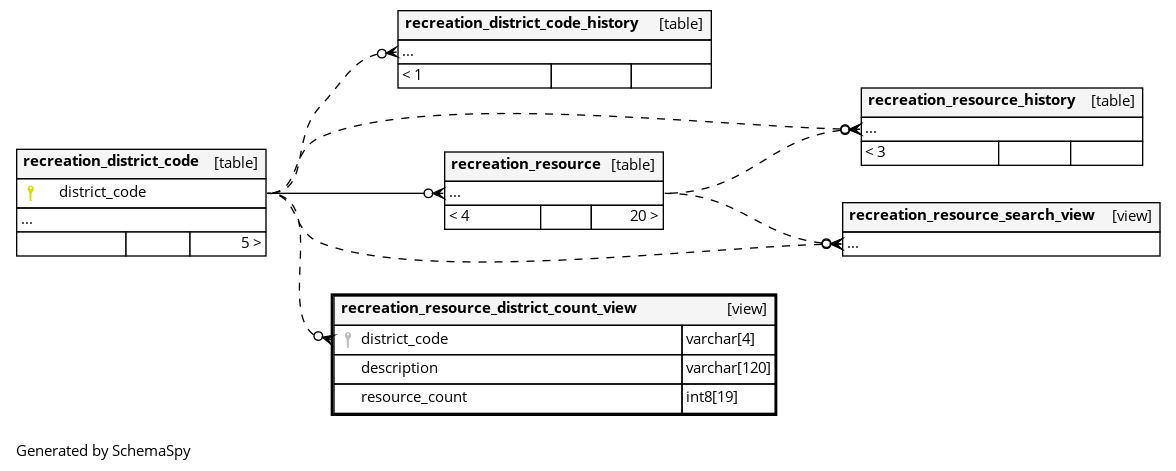 recreation_district_code_history [table]
...
< 1
recreation_resource_history [table]
...
< 3
recreation_district_code [table]
district_code
...
5 >
recreation_resource [table]
...
< 4 20 >
recreation_resource_search_view [view]
...
recreation_resource_district_count_view [view]
district_code varchar[4]
description varchar[120]
resource_count int8[19]
Generated by SchemaSpy